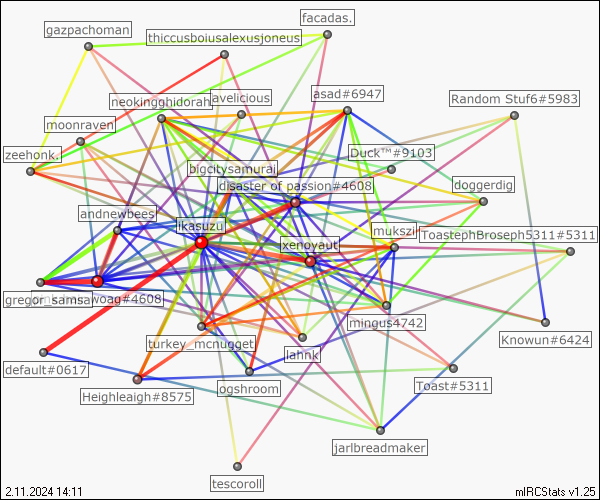 facadas.
gazpachoman
thiccusboiusalexusjoneus
asad#6947
avelicious
neokingghidorah
Random Stuf6#5983
moonraven
Duck™#9103
zeehonk.
bigcitysamurai
disaster of passion#4608
doggerdig
andnewbees
ikasuzu
mukszi
ToastephBroseph5311#5311
xenoyaut
gregor_samsa
woag#4608
mingus4742
Knowun#6424
turkey_mcnugget
lahnk
default#0617
Toast#5311
ogshroom
Heighleaigh#8575
jarlbreadmaker
tescoroll
2.11.2024 14:11
mIRCStats v1.25